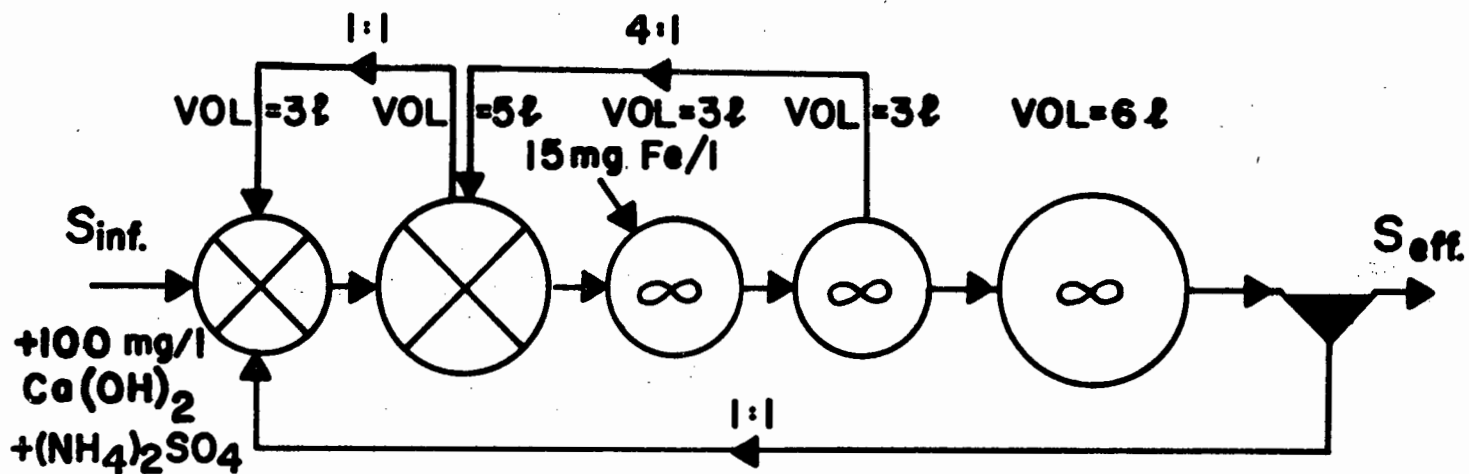 1:1
4:1
VOL=3ℓ
VOL=5ℓ
VOL=3ℓ
VOL=3ℓ
VOL=6ℓ
15mg Fe/l
Sinf.
Seff.
∞
∞
∞
+100 mg/l
Ca(OH)2
+(NH4)2SO4
1:1